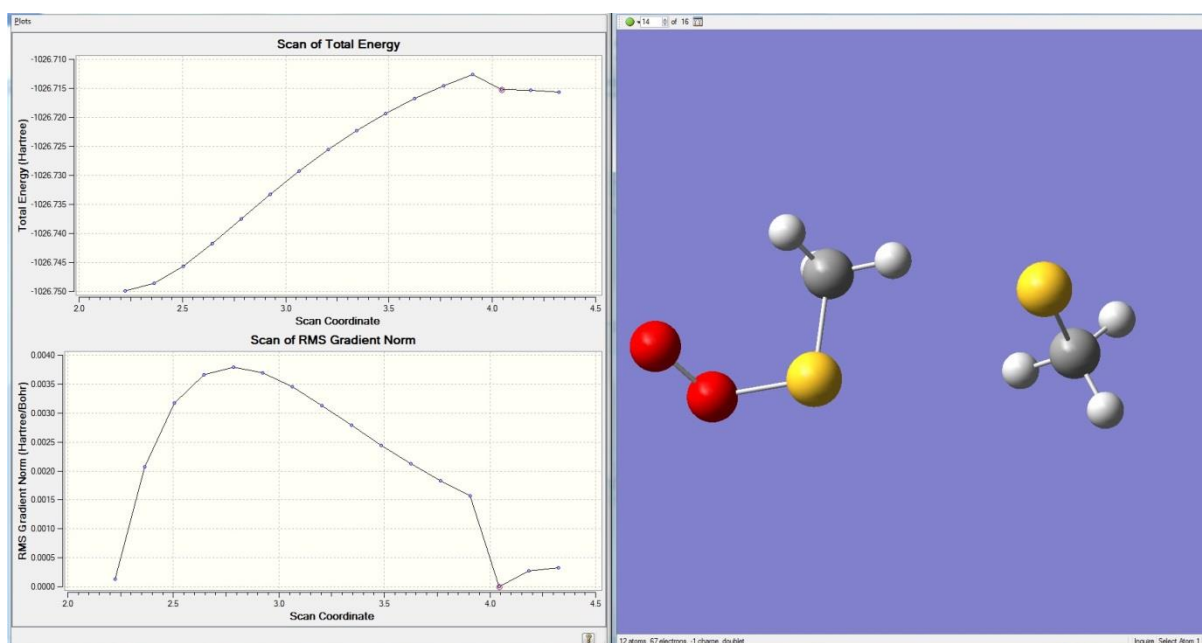 Plots
Scan of Total Energy
Total Energy (Hartree)
-1026.710
-1026.715
-1026.720
-1026.725
-1026.730
-1026.735
-1026.740
-1026.745
-1026.750
2.0 2.5 3.0 3.5 4.0 4.5
Scan Coordinate
Scan of RMS Gradient Norm
RMS Gradient Norm (Hartree/Bohr)
0.0040
0.0035
0.0030
0.0025
0.0020
0.0015
0.0010
0.0005
0.0000
2.0 2.5 3.0 3.5 4.0 4.5
Scan Coordinate
14 of 16
12 atoms, 67 electrons, -1 charge, doublet
Inquire Select Atom 1